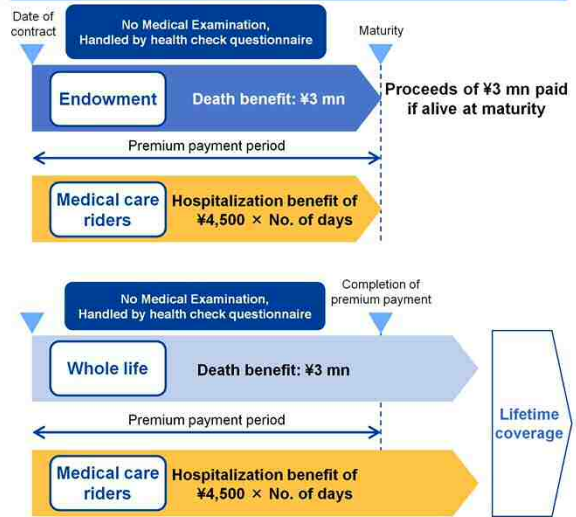 Date of
contract
No Medical Examination,
Handled by health check questionnaire
Maturity
Endowment
Death benefit: ¥3 mn
Proceeds of ¥3 mn paid
if alive at maturity
Premium payment period
Medical care
riders
Hospitalization benefit of
¥4,500 × No. of days
No Medical Examination,
Handled by health check questionnaire
Completion of
premium payment
Whole life
Death benefit: ¥3 mn
Lifetime
coverage
Premium payment period
Medical care
riders
Hospitalization benefit of
¥4,500 × No. of days